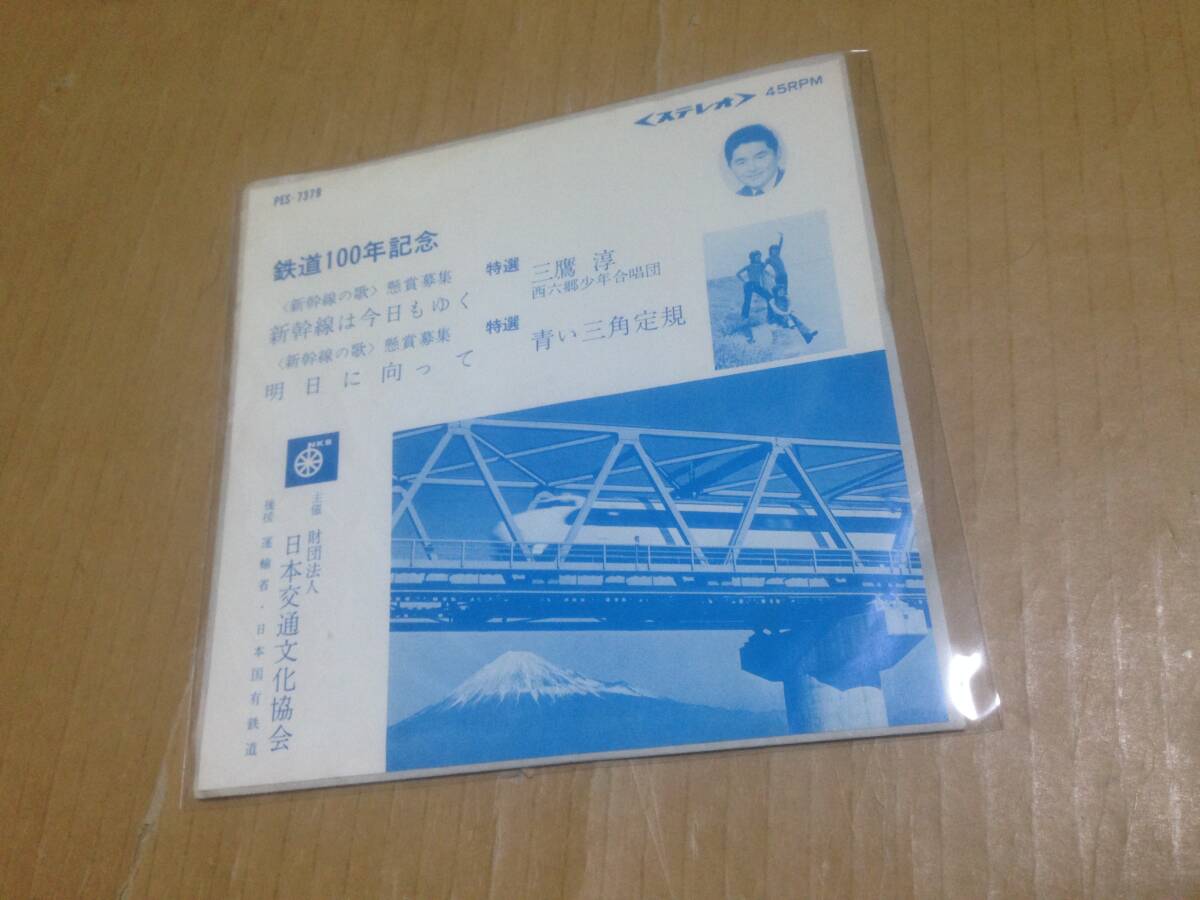 <ステレオ> 45RPM
PES-7379
鉄道100年記念
〈新幹線の歌〉懸賞募集 特選 三鷹 淳
新幹線は今日もゆく 西六郷少年合唱団
〈新幹線の歌〉懸賞募集 特選 青い三角定規
明日に向って
NKB
主催 財団法人
日本交通文化協会
後援 運輸省・日本国有鉄道